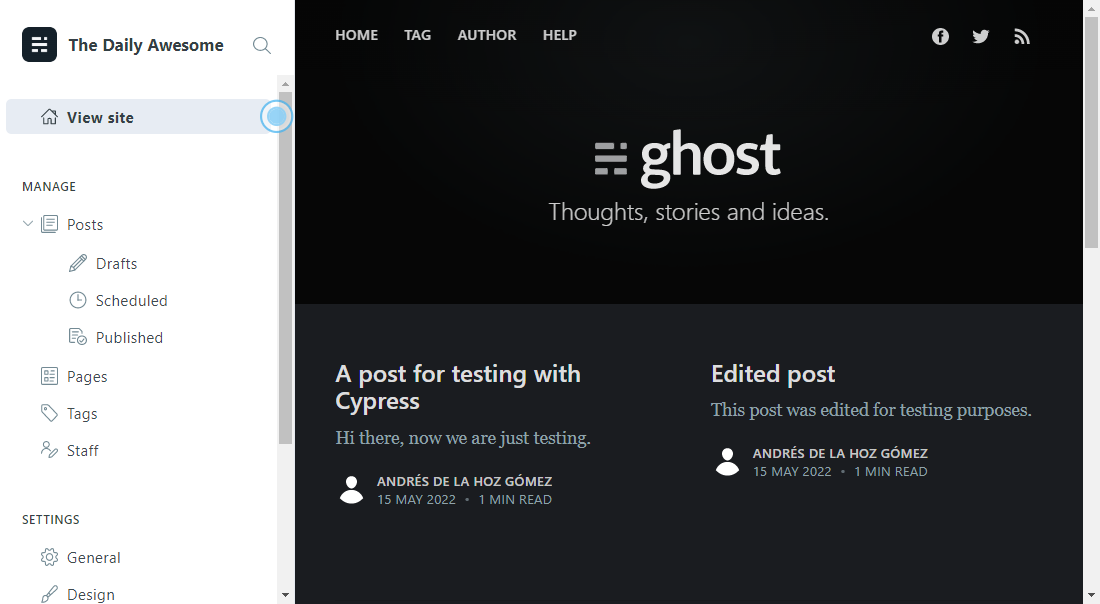 The Daily Awesome
View site
MANAGE
Posts
Drafts
Scheduled
Published
Pages
Tags
Staff
SETTINGS
General
Design
HOME TAG AUTHOR HELP
ghost
Thoughts, stories and ideas.
A post for testing with
Cypress
Hi there, now we are just testing.
ANDRÉS DE LA HOZ GÓMEZ
15 MAY 2022 • 1 MIN READ
Edited post
This post was edited for testing purposes.
ANDRÉS DE LA HOZ GÓMEZ
15 MAY 2022 • 1 MIN READ